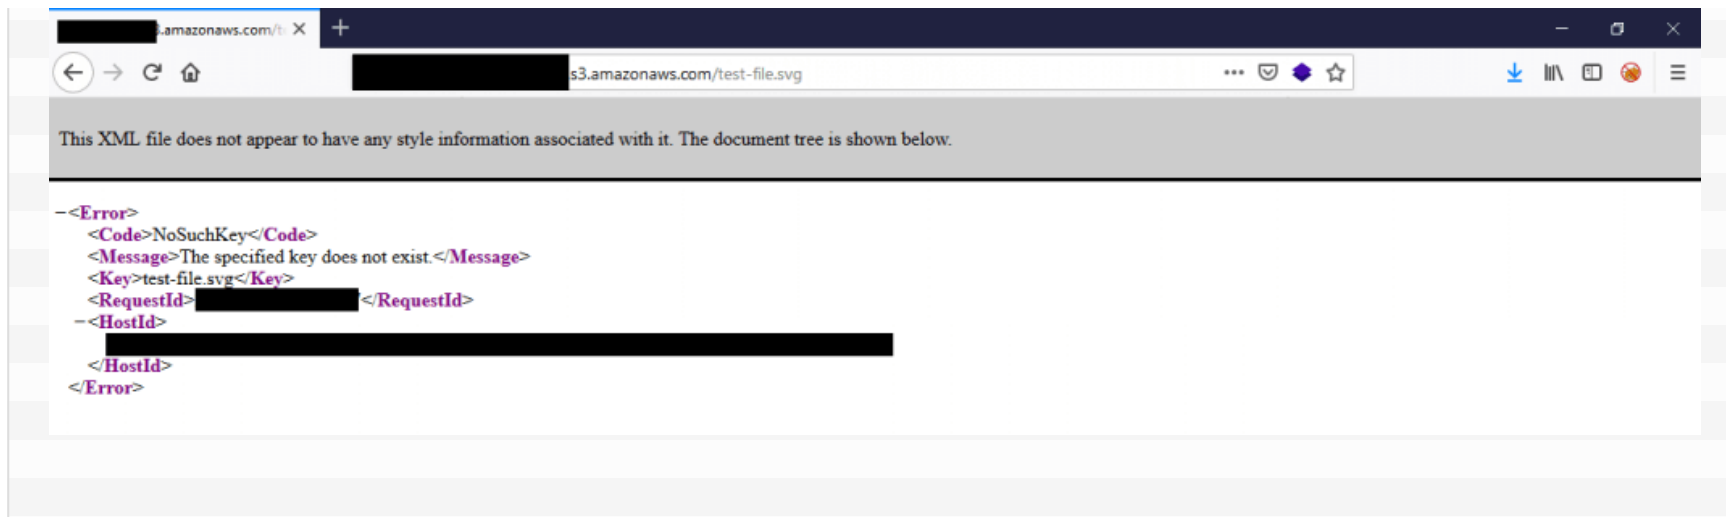 .amazonaws.com/t
s3.amazonaws.com/test-file.svg
This XML file does not appear to have any style information associated with it. The document tree is shown below.
−<Error>
<Code>NoSuchKey</Code>
<Message>The specified key does not exist.</Message>
<Key>test-file.svg</Key>
<RequestId></RequestId>
−<HostId>
</HostId>
</Error>